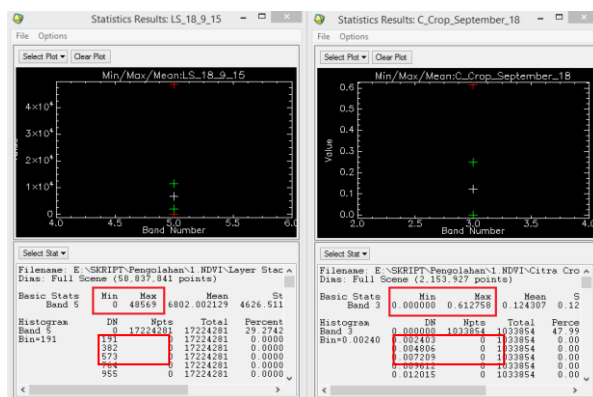 Statistics Results: LS_18_9_15
File Options
Select Plot Clear Plot
Min/Max/Mean:LS_18_9_15
4×10⁴
3×10⁴
2×10⁴
1×10⁴
0
Value
4.0 4.5 5.0 5.5 6.0
Band Number
Select Stat
Filename: E:\SKRIPT\Pengolahan\1.NDVI\Layer Stac
Dims: Full Scene (58,837,841 points)
Basic Stats Min Max Mean St
Band 5 0 48569 6802.002129 4626.511
Histogram DN Npts Total Percent
Band 5 0 17224281 17224281 29.2742
Bin=191 191 0 17224281 0.0000
382 0 17224281 0.0000
573 0 17224281 0.0000
764 0 17224281 0.0000
955 0 17224281 0.0000
Statistics Results: C_Crop_September_18
File Options
Select Plot Clear Plot
Min/Max/Mean:C_Crop_September_18
0.6
0.5
0.4
0.3
0.2
0.1
0.0
Value
2.0 2.5 3.0 3.5 4.0
Band Number
Select Stat
Filename: E:\SKRIPT\Pengolahan\1.NDVI\Citra Cro
Dims: Full Scene (2,153,927 points)
Basic Stats Min Max Mean S
Band 3 0.000000 0.612758 0.124307 0.12
Histogram DN Npts Total Perce
Band 3 0.000000 1033854 1033854 47.99
Bin=0.00240 0.002403 0 1033854 0.00
0.004806 0 1033854 0.00
0.007209 0 1033854 0.00
0.009612 0 1033854 0.00
0.012015 0 1033854 0.00